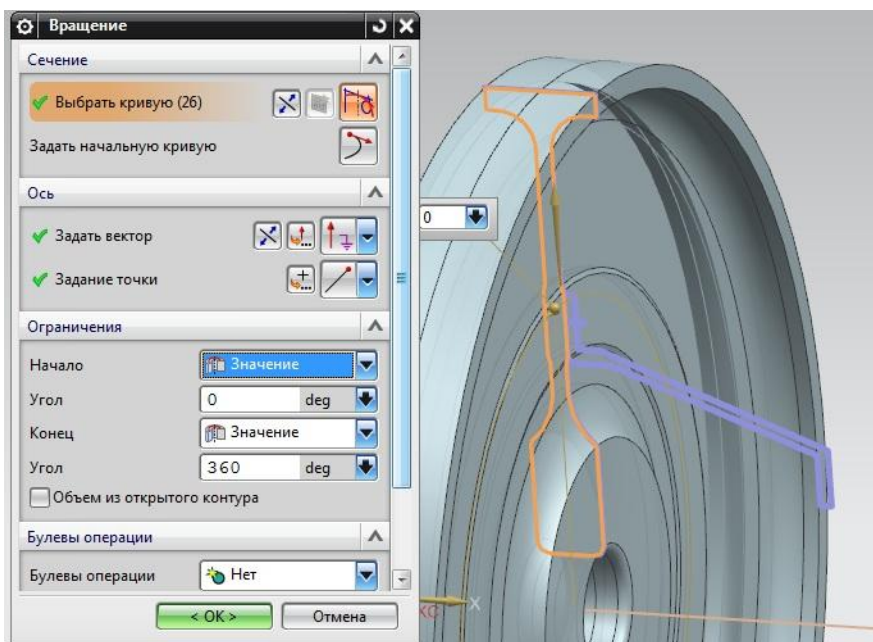 Вращение
Сечение
Выбрать кривую (26)
Задать начальную кривую
Ось
Задать вектор
Задание точки
Ограничения
Начало Значение
Угол 0 deg
Конец Значение
Угол 360 deg
Объем из открытого контура
Булевы операции
Булевы операции Нет
< OK > Отмена
0
XC X